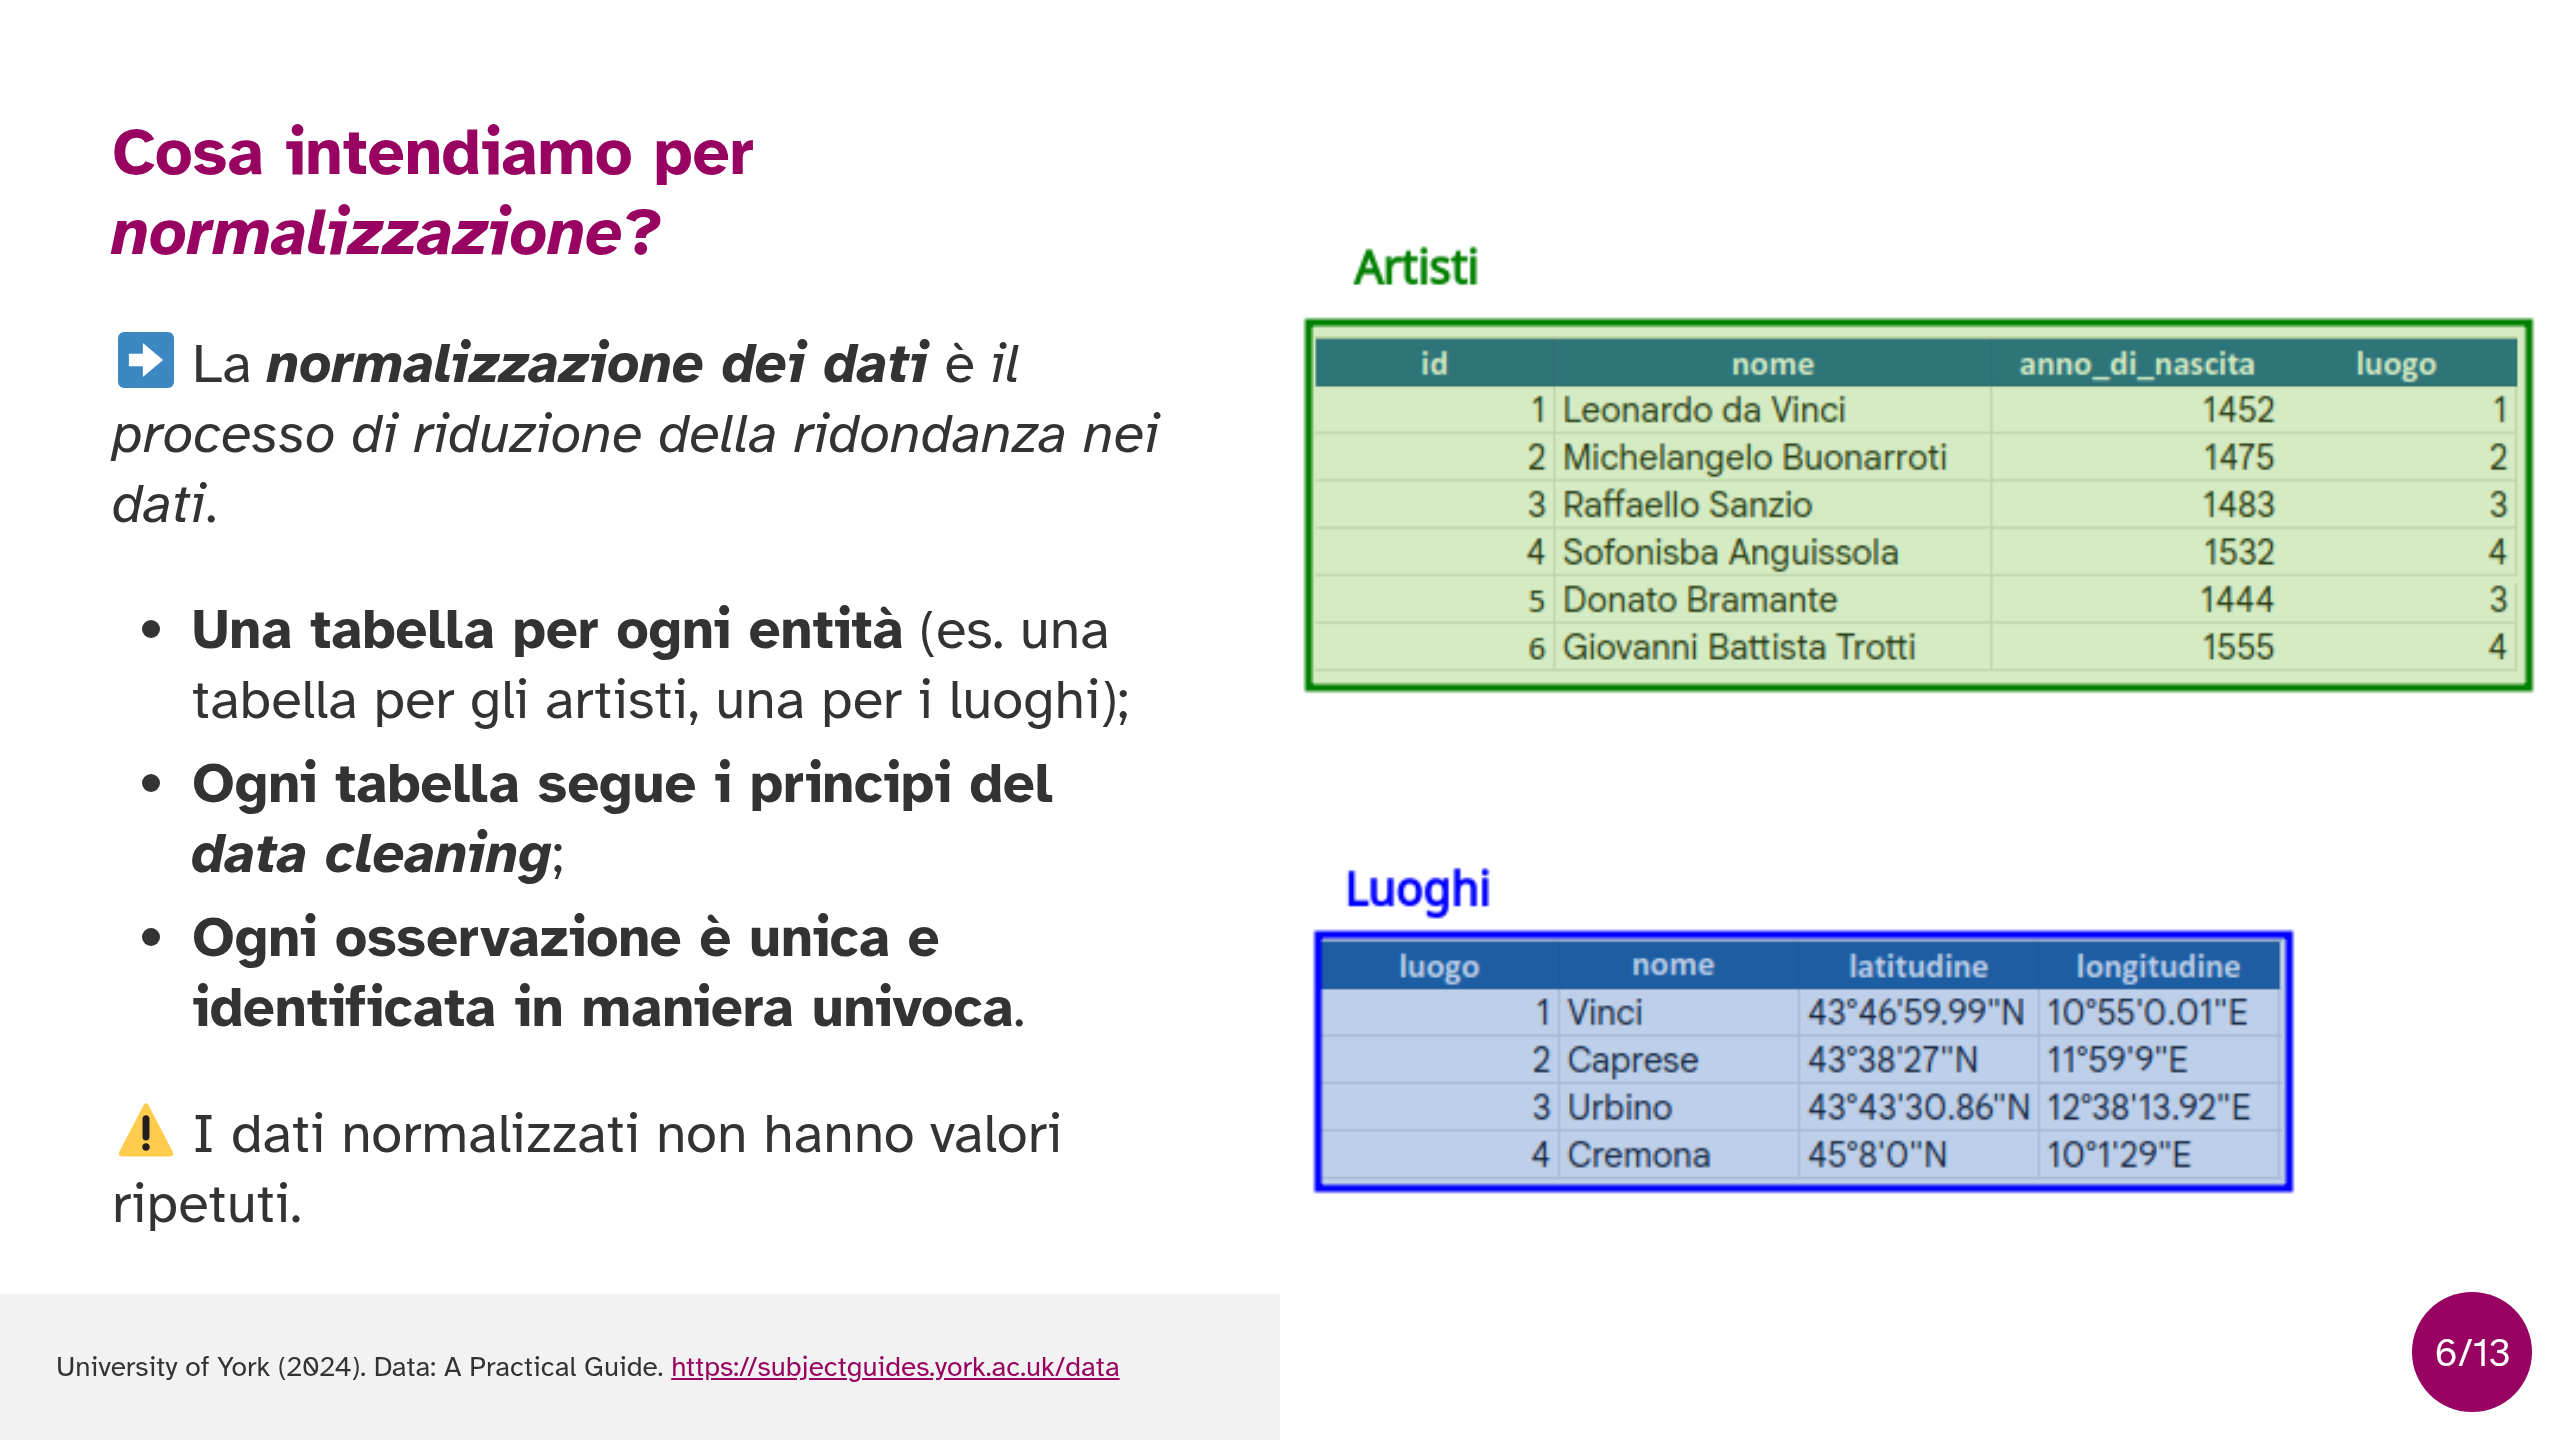 Cosa intendiamo per
normalizzazione?
➡ La normalizzazione dei dati è il
processo di riduzione della ridondanza nei
dati.
• Una tabella per ogni entità (es. una
tabella per gli artisti, una per i luoghi);
• Ogni tabella segue i principi del
data cleaning;
• Ogni osservazione è unica e
identificata in maniera univoca.
⚠ I dati normalizzati non hanno valori
ripetuti.
University of York (2024). Data: A Practical Guide. https://subjectguides.york.ac.uk/data
Artisti
id nome anno_di_nascita luogo
1 Leonardo da Vinci 1452 1
2 Michelangelo Buonarroti 1475 2
3 Raffaello Sanzio 1483 3
4 Sofonisba Anguissola 1532 4
5 Donato Bramante 1444 3
6 Giovanni Battista Trotti 1555 4
Luoghi
luogo nome latitudine longitudine
1 Vinci 43°46'59.99"N 10°55'0.01"E
2 Caprese 43°38'27"N 11°59'9"E
3 Urbino 43°43'30.86"N 12°38'13.92"E
4 Cremona 45°8'0"N 10°1'29"E
6/13